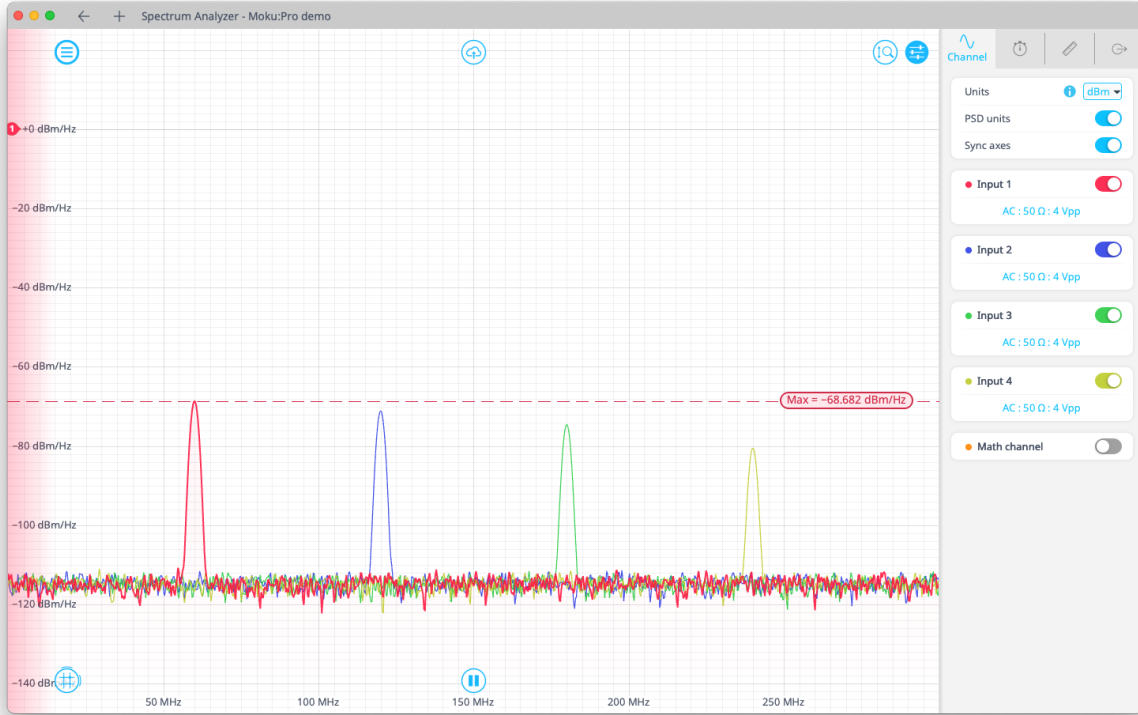 Spectrum Analyzer - Moku:Pro demo
Channel
1 +0 dBm/Hz
−20 dBm/Hz
−40 dBm/Hz
−60 dBm/Hz
Max = −68.682 dBm/Hz
−80 dBm/Hz
−100 dBm/Hz
−120 dBm/Hz
50 MHz
100 MHz
150 MHz
200 MHz
250 MHz
Units
i
dBm
PSD units
Sync axes
Input 1
AC : 50 Ω : 4 Vpp
Input 2
AC : 50 Ω : 4 Vpp
Input 3
AC : 50 Ω : 4 Vpp
Input 4
AC : 50 Ω : 4 Vpp
Math channel